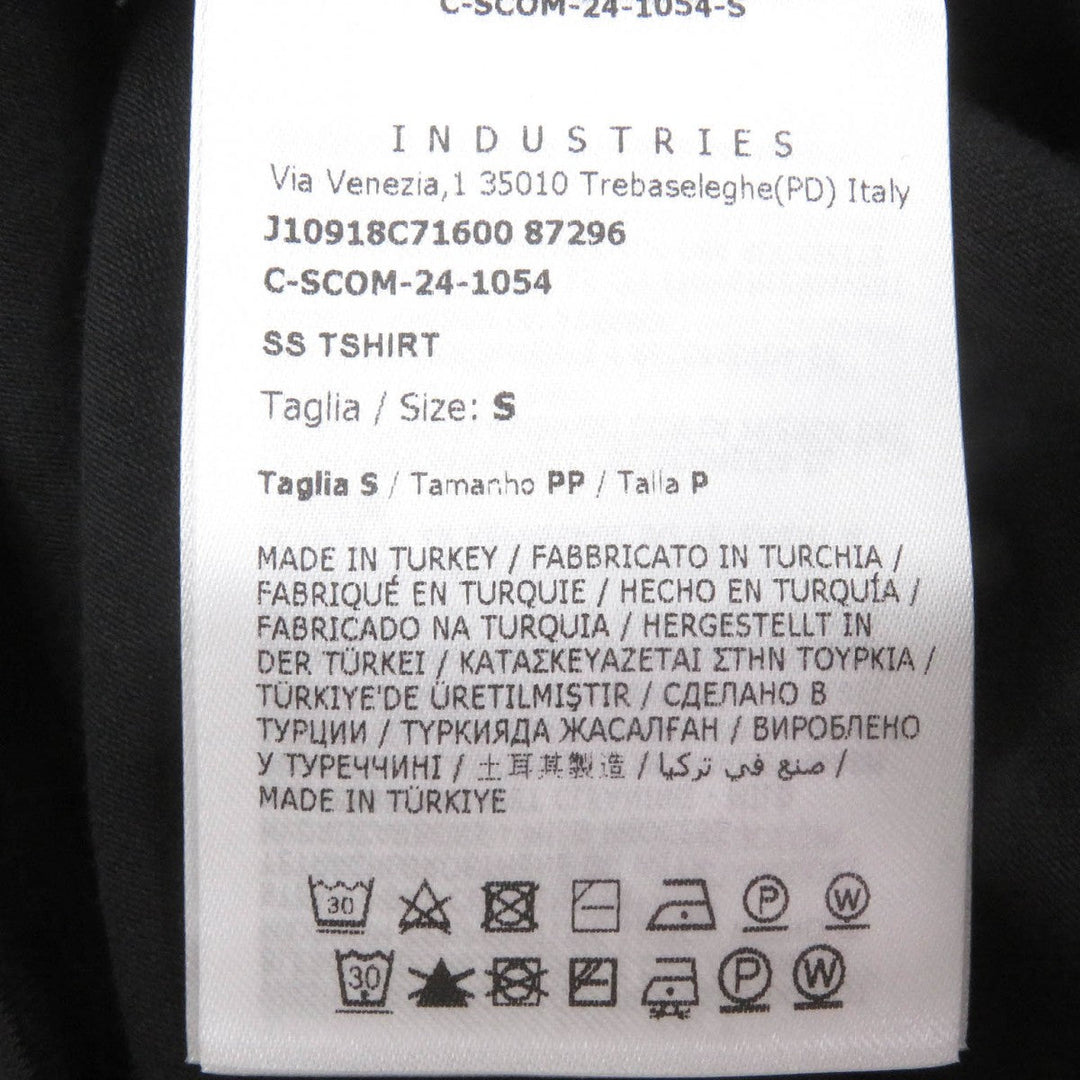 C-SCOM-24-1054-S
INDUSTRIES
Via Venezia,1 35010 Trebaseleghe(PD) Italy
J10918C71600 87296
C-SCOM-24-1054
SS TSHIRT
Taglia / Size: S
Taglia S / Tamanho PP / Talla P
MADE IN TURKEY / FABBRICATO IN TURCHIA /
FABRIQUÉ EN TURQUIE / HECHO EN TURQUÍA /
FABRICADO NA TURQUIA / HERGESTELLT IN
DER TÜRKEI / ΚΑΤΑΣΚΕΥΑΖΕΤΑΙ ΣΤΗΝ ΤΟΥΡΚΙΑ /
TÜRKIYE'DE ÜRETILMIŞTIR / СДЕЛАНО В
ТУРЦИИ / ТҮРКИЯДА ЖАСАЛҒАН / ВИРОБЛЕНО
У ТУРЕЧЧИНІ / 土耳其製造 / صنع في تركيا /
MADE IN TÜRKIYE
30 P W
30 P W